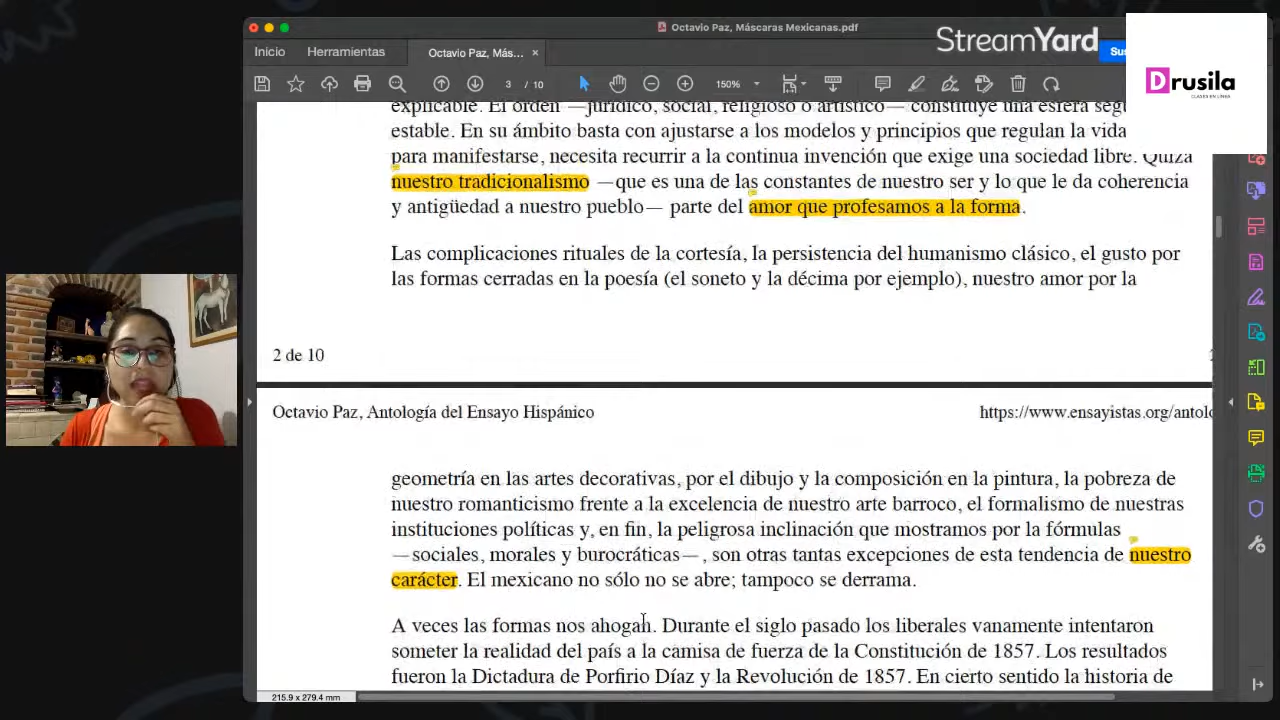 Octavio Paz, Máscaras Mexicanas.pdf
StreamYard
Drusila
CLASES EN LÍNEA
Inicio Herramientas Octavio Paz, Más... ×
3 / 10 150%
explicable. El orden —jurídico, social, religioso o artístico— constituye una esfera
estable. En su ámbito basta con ajustarse a los modelos y principios que regulan la vida
para manifestarse, necesita recurrir a la continua invención que exige una sociedad libre. Quizá
nuestro tradicionalismo —que es una de las constantes de nuestro ser y lo que le da coherencia
y antigüedad a nuestro pueblo— parte del amor que profesamos a la forma.
Las complicaciones rituales de la cortesía, la persistencia del humanismo clásico, el gusto por
las formas cerradas en la poesía (el soneto y la décima por ejemplo), nuestro amor por la
2 de 10
Octavio Paz, Antología del Ensayo Hispánico https://www.ensayistas.org/antolo
geometría en las artes decorativas, por el dibujo y la composición en la pintura, la pobreza de
nuestro romanticismo frente a la excelencia de nuestro arte barroco, el formalismo de nuestras
instituciones políticas y, en fin, la peligrosa inclinación que mostramos por la fórmulas
—sociales, morales y burocráticas—, son otras tantas excepciones de esta tendencia de nuestro
carácter. El mexicano no sólo no se abre; tampoco se derrama.
A veces las formas nos ahogan. Durante el siglo pasado los liberales vanamente intentaron
someter la realidad del país a la camisa de fuerza de la Constitución de 1857. Los resultados
fueron la Dictadura de Porfirio Díaz y la Revolución de 1857. En cierto sentido la historia de
215.9 x 279.4 mm